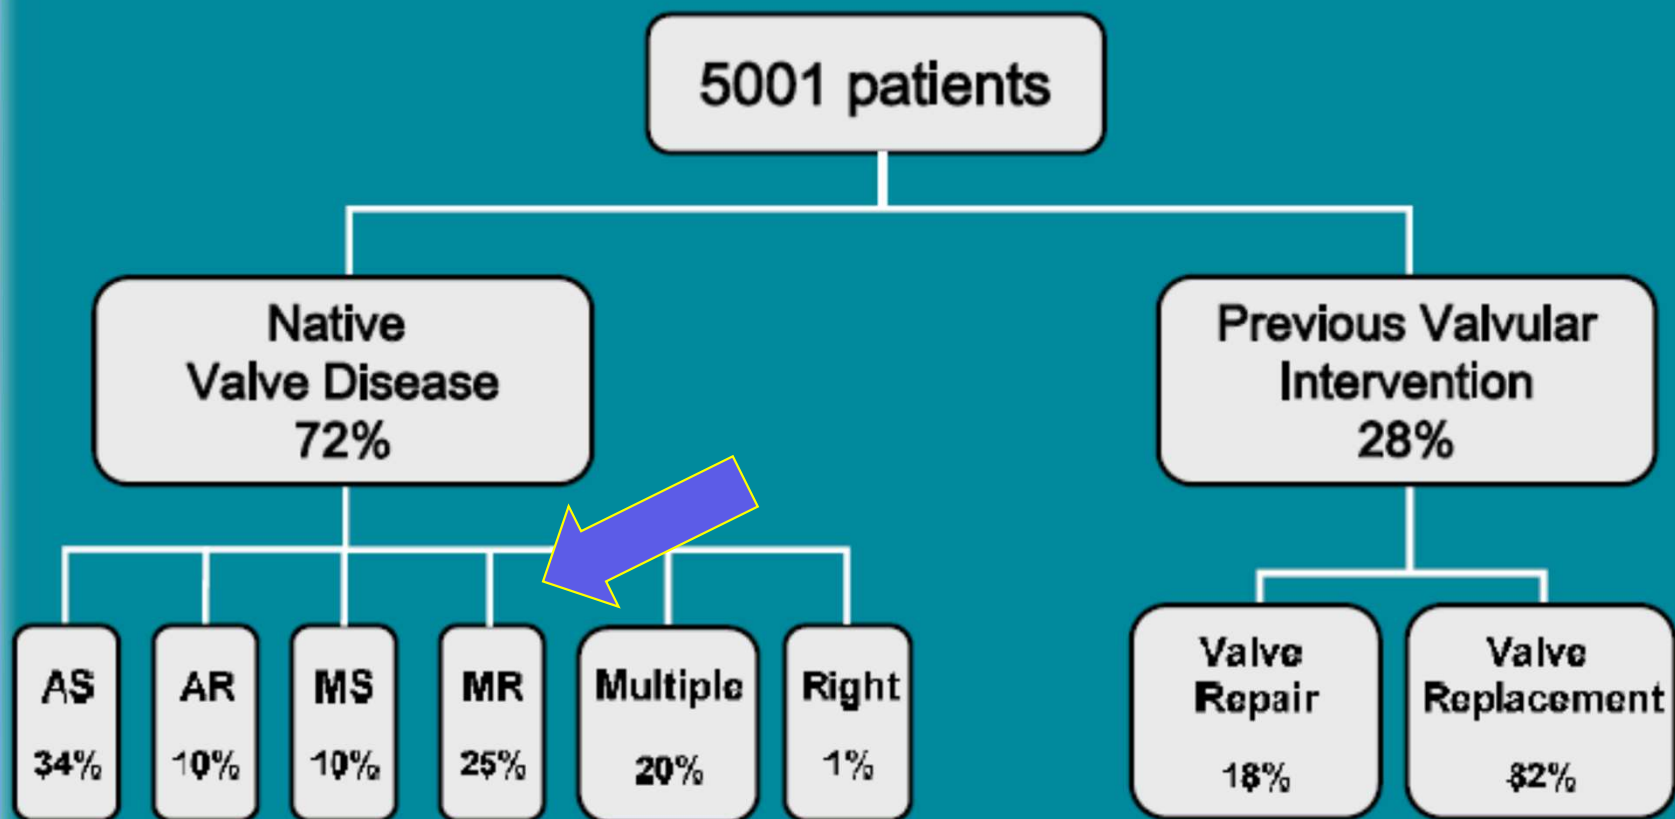 5001 patients
Native
Valve Disease
72%
Previous Valvular
Intervention
28%
AS
34%
AR
10%
MS
10%
MR
25%
Multiple
20%
Right
1%
Valve
Repair
18%
Valve
Replacement
82%